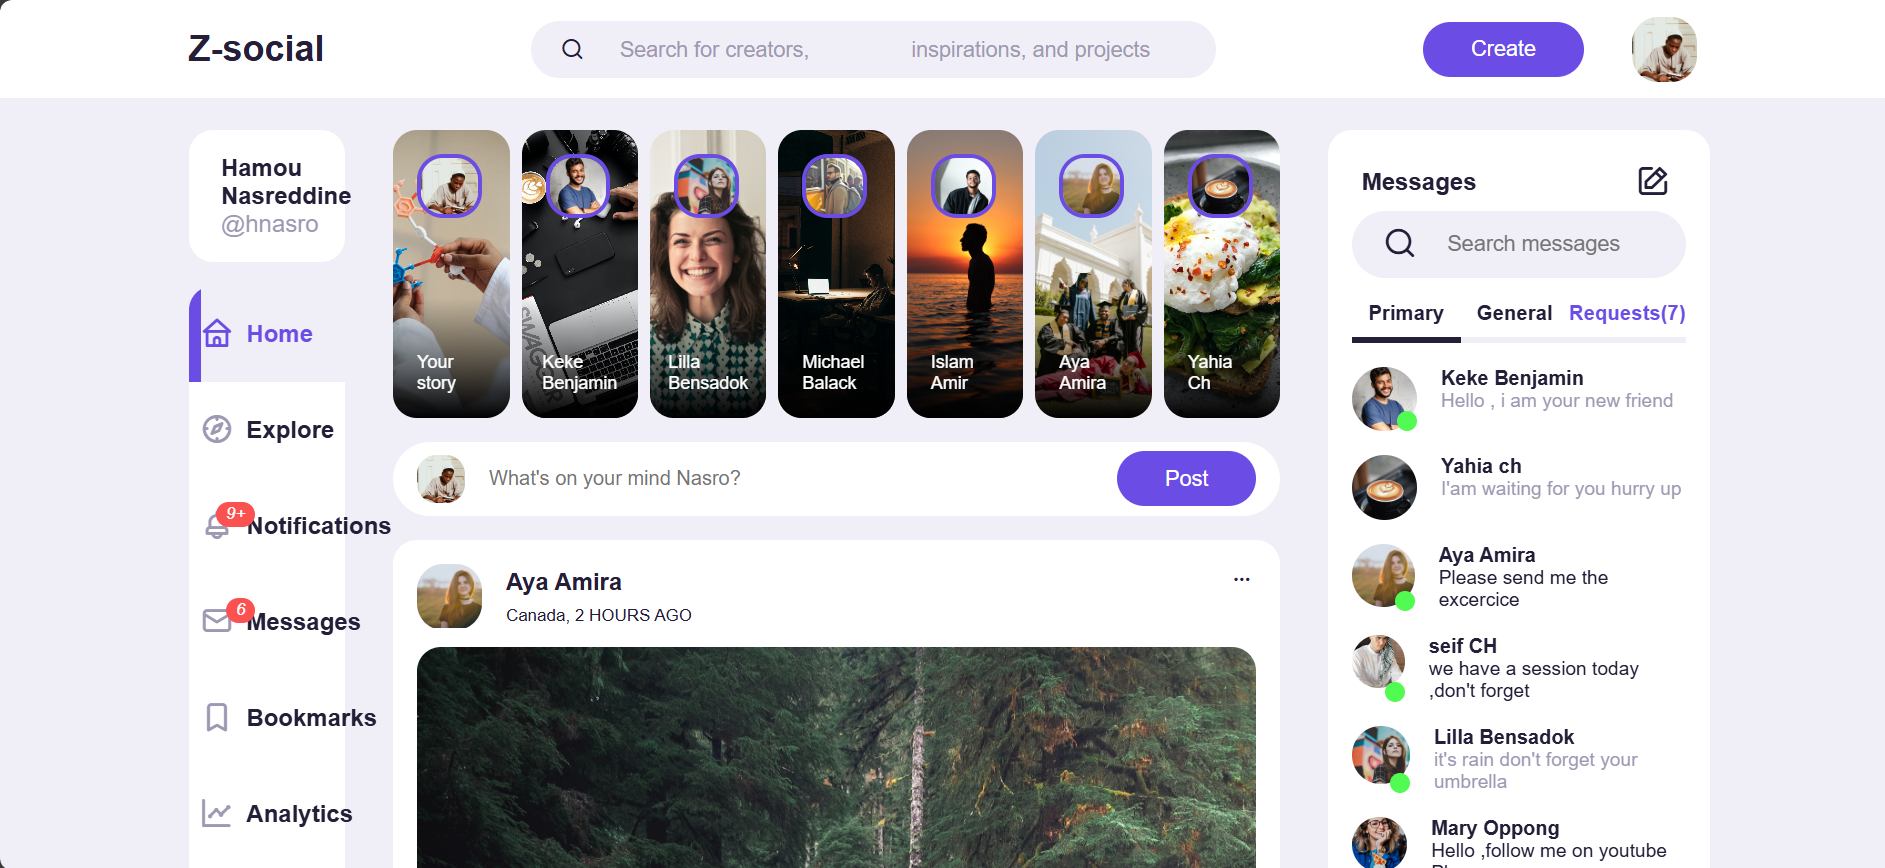 Z-social
Search for creators, inspirations, and projects
Create
Hamou
Nasreddine
@hnasro
Home
Explore
9+
Notifications
6
Messages
Bookmarks
Analytics
Your
story
Keke
Benjamin
SWAGGER
Lilla
Bensadok
Michael
Balack
Islam
Amir
Aya
Amira
Yahia
Ch
What's on your mind Nasro?
Post
Aya Amira
Canada, 2 HOURS AGO
Messages
Search messages
Primary
General
Requests(7)
Keke Benjamin
Hello , i am your new friend
Yahia ch
I'am waiting for you hurry up
Aya Amira
Please send me the
excercice
seif CH
we have a session today
,don't forget
Lilla Bensadok
it's rain don't forget your
umbrella
Mary Oppong
Hello ,follow me on youtube